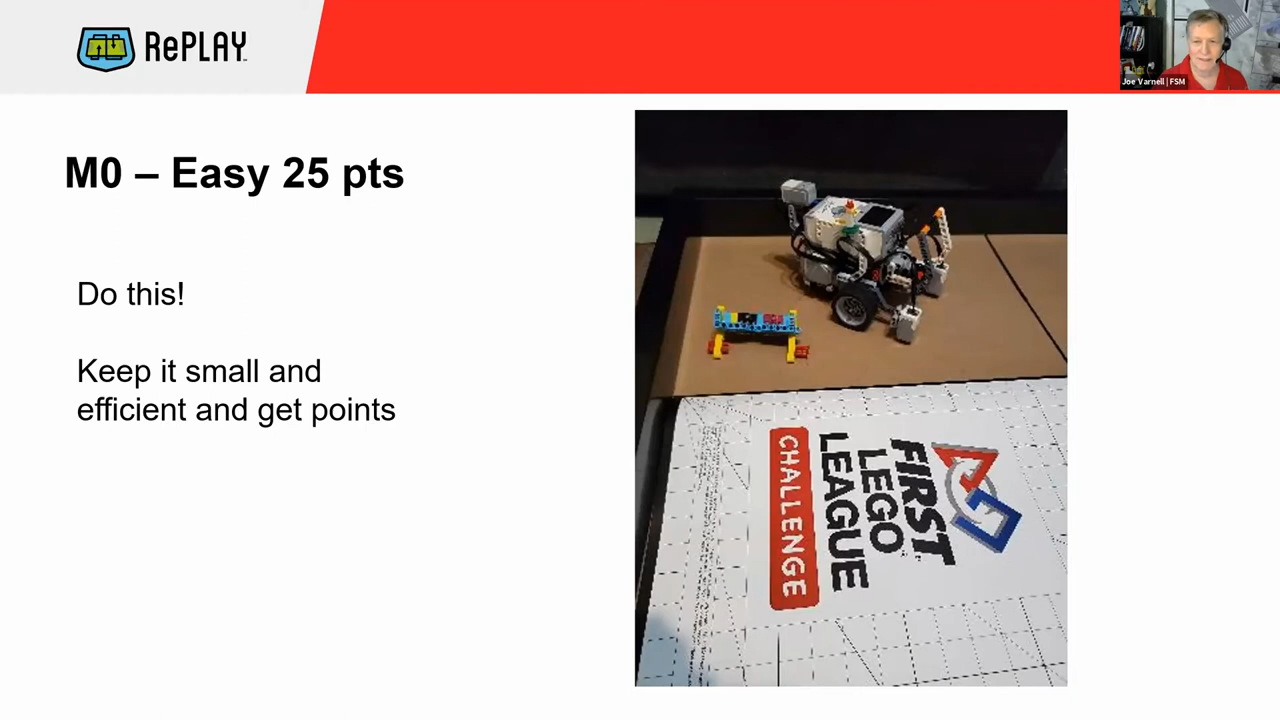 RePLAY
Joe Varnell | FSM
M0 – Easy 25 pts
Do this!
Keep it small and
efficient and get points
FIRST
LEGO
LEAGUE
CHALLENGE